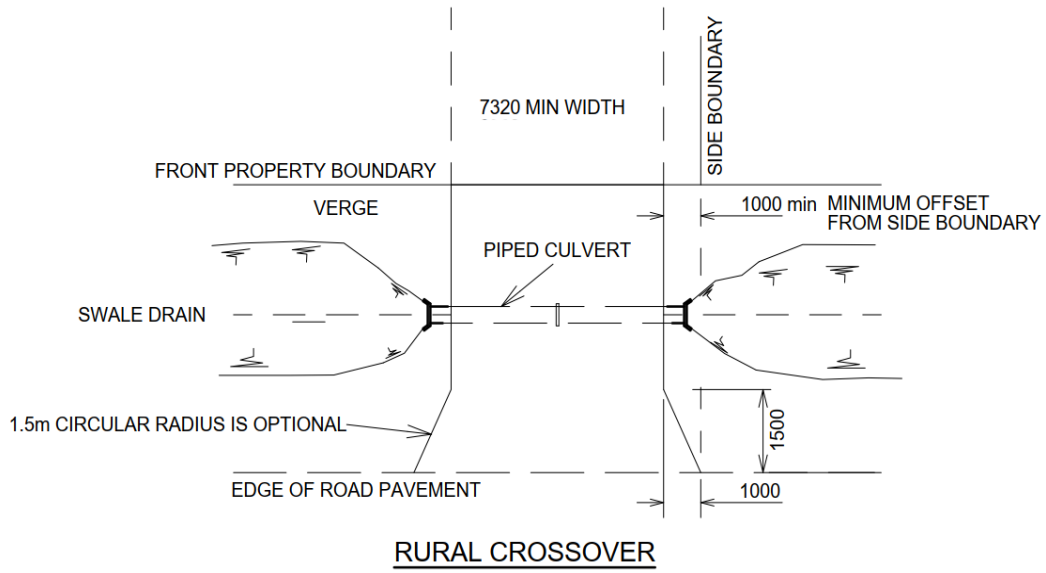 SIDE BOUNDARY
7320 MIN WIDTH
FRONT PROPERTY BOUNDARY
VERGE
1000 min
MINIMUM OFFSET
FROM SIDE BOUNDARY
PIPED CULVERT
SWALE DRAIN
1.5m CIRCULAR RADIUS IS OPTIONAL
1500
EDGE OF ROAD PAVEMENT
1000
RURAL CROSSOVER